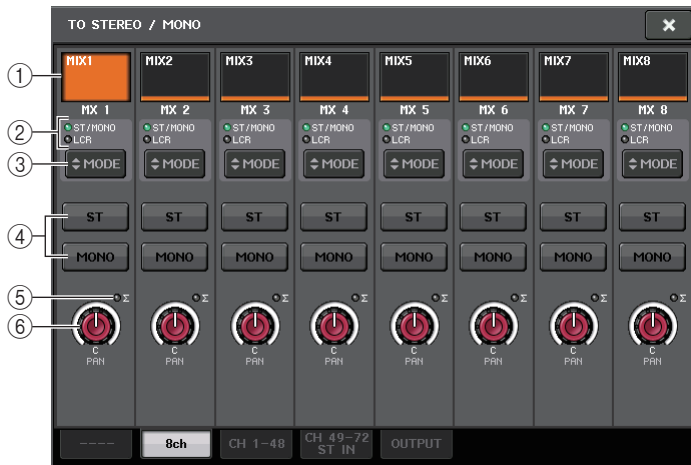 TO STEREO / MONO
①
MIX1 MIX2 MIX3 MIX4 MIX5 MIX6 MIX7 MIX8
MX 1 MX 2 MX 3 MX 4 MX 5 MX 6 MX 7 MX 8
②
ST/MONO ST/MONO ST/MONO ST/MONO ST/MONO ST/MONO ST/MONO ST/MONO
LCR LCR LCR LCR LCR LCR LCR LCR
③ MODE MODE MODE MODE MODE MODE MODE MODE
④
ST ST ST ST ST ST ST ST
MONO MONO MONO MONO MONO MONO MONO MONO
⑤ Σ Σ Σ Σ Σ Σ Σ Σ
⑥
C C C C C C C C
PAN PAN PAN PAN PAN PAN PAN PAN
---- 8ch CH 1-48 CH 49-72 ST IN OUTPUT